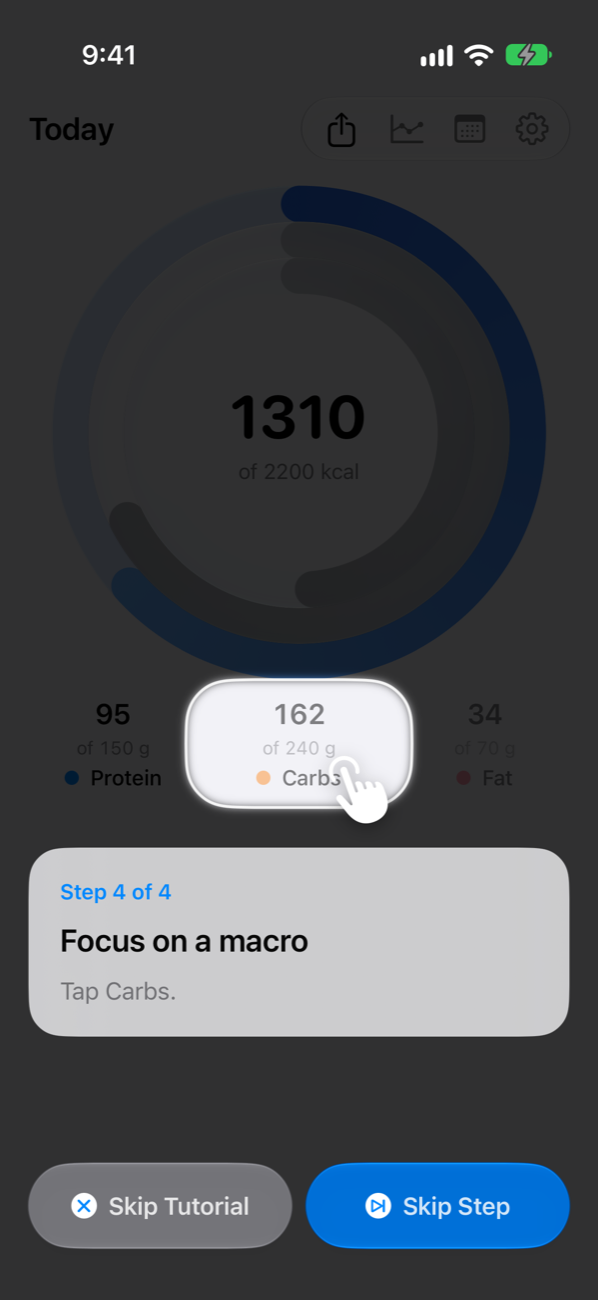 9:41
Today
1310
of 2200 kcal
95
of 150 g
Protein
162
of 240 g
Carbs
34
of 70 g
Fat
Step 4 of 4
Focus on a macro
Tap Carbs.
Skip Tutorial
Skip Step